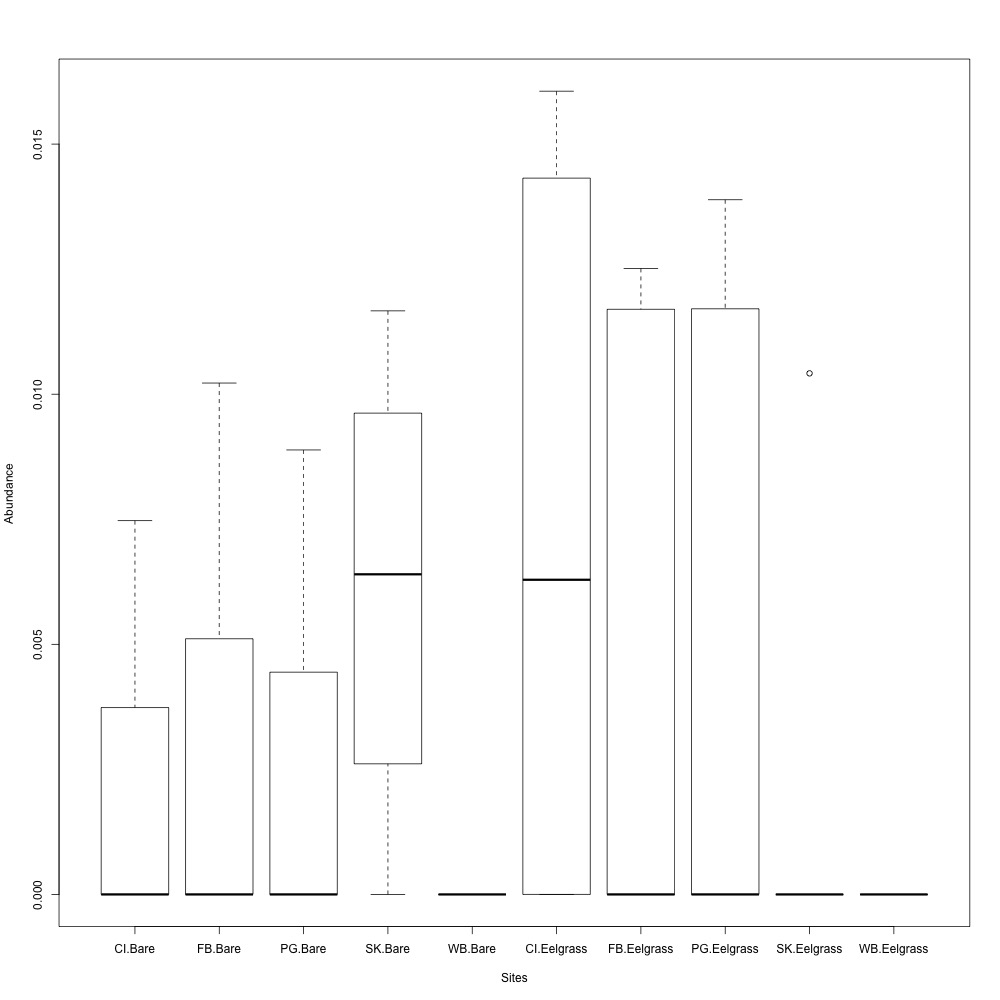 0.015
0.010
Abundance
0.005
0.000
CI.Bare FB.Bare PG.Bare SK.Bare WB.Bare CI.Eelgrass FB.Eelgrass PG.Eelgrass SK.Eelgrass WB.Eelgrass
Sites